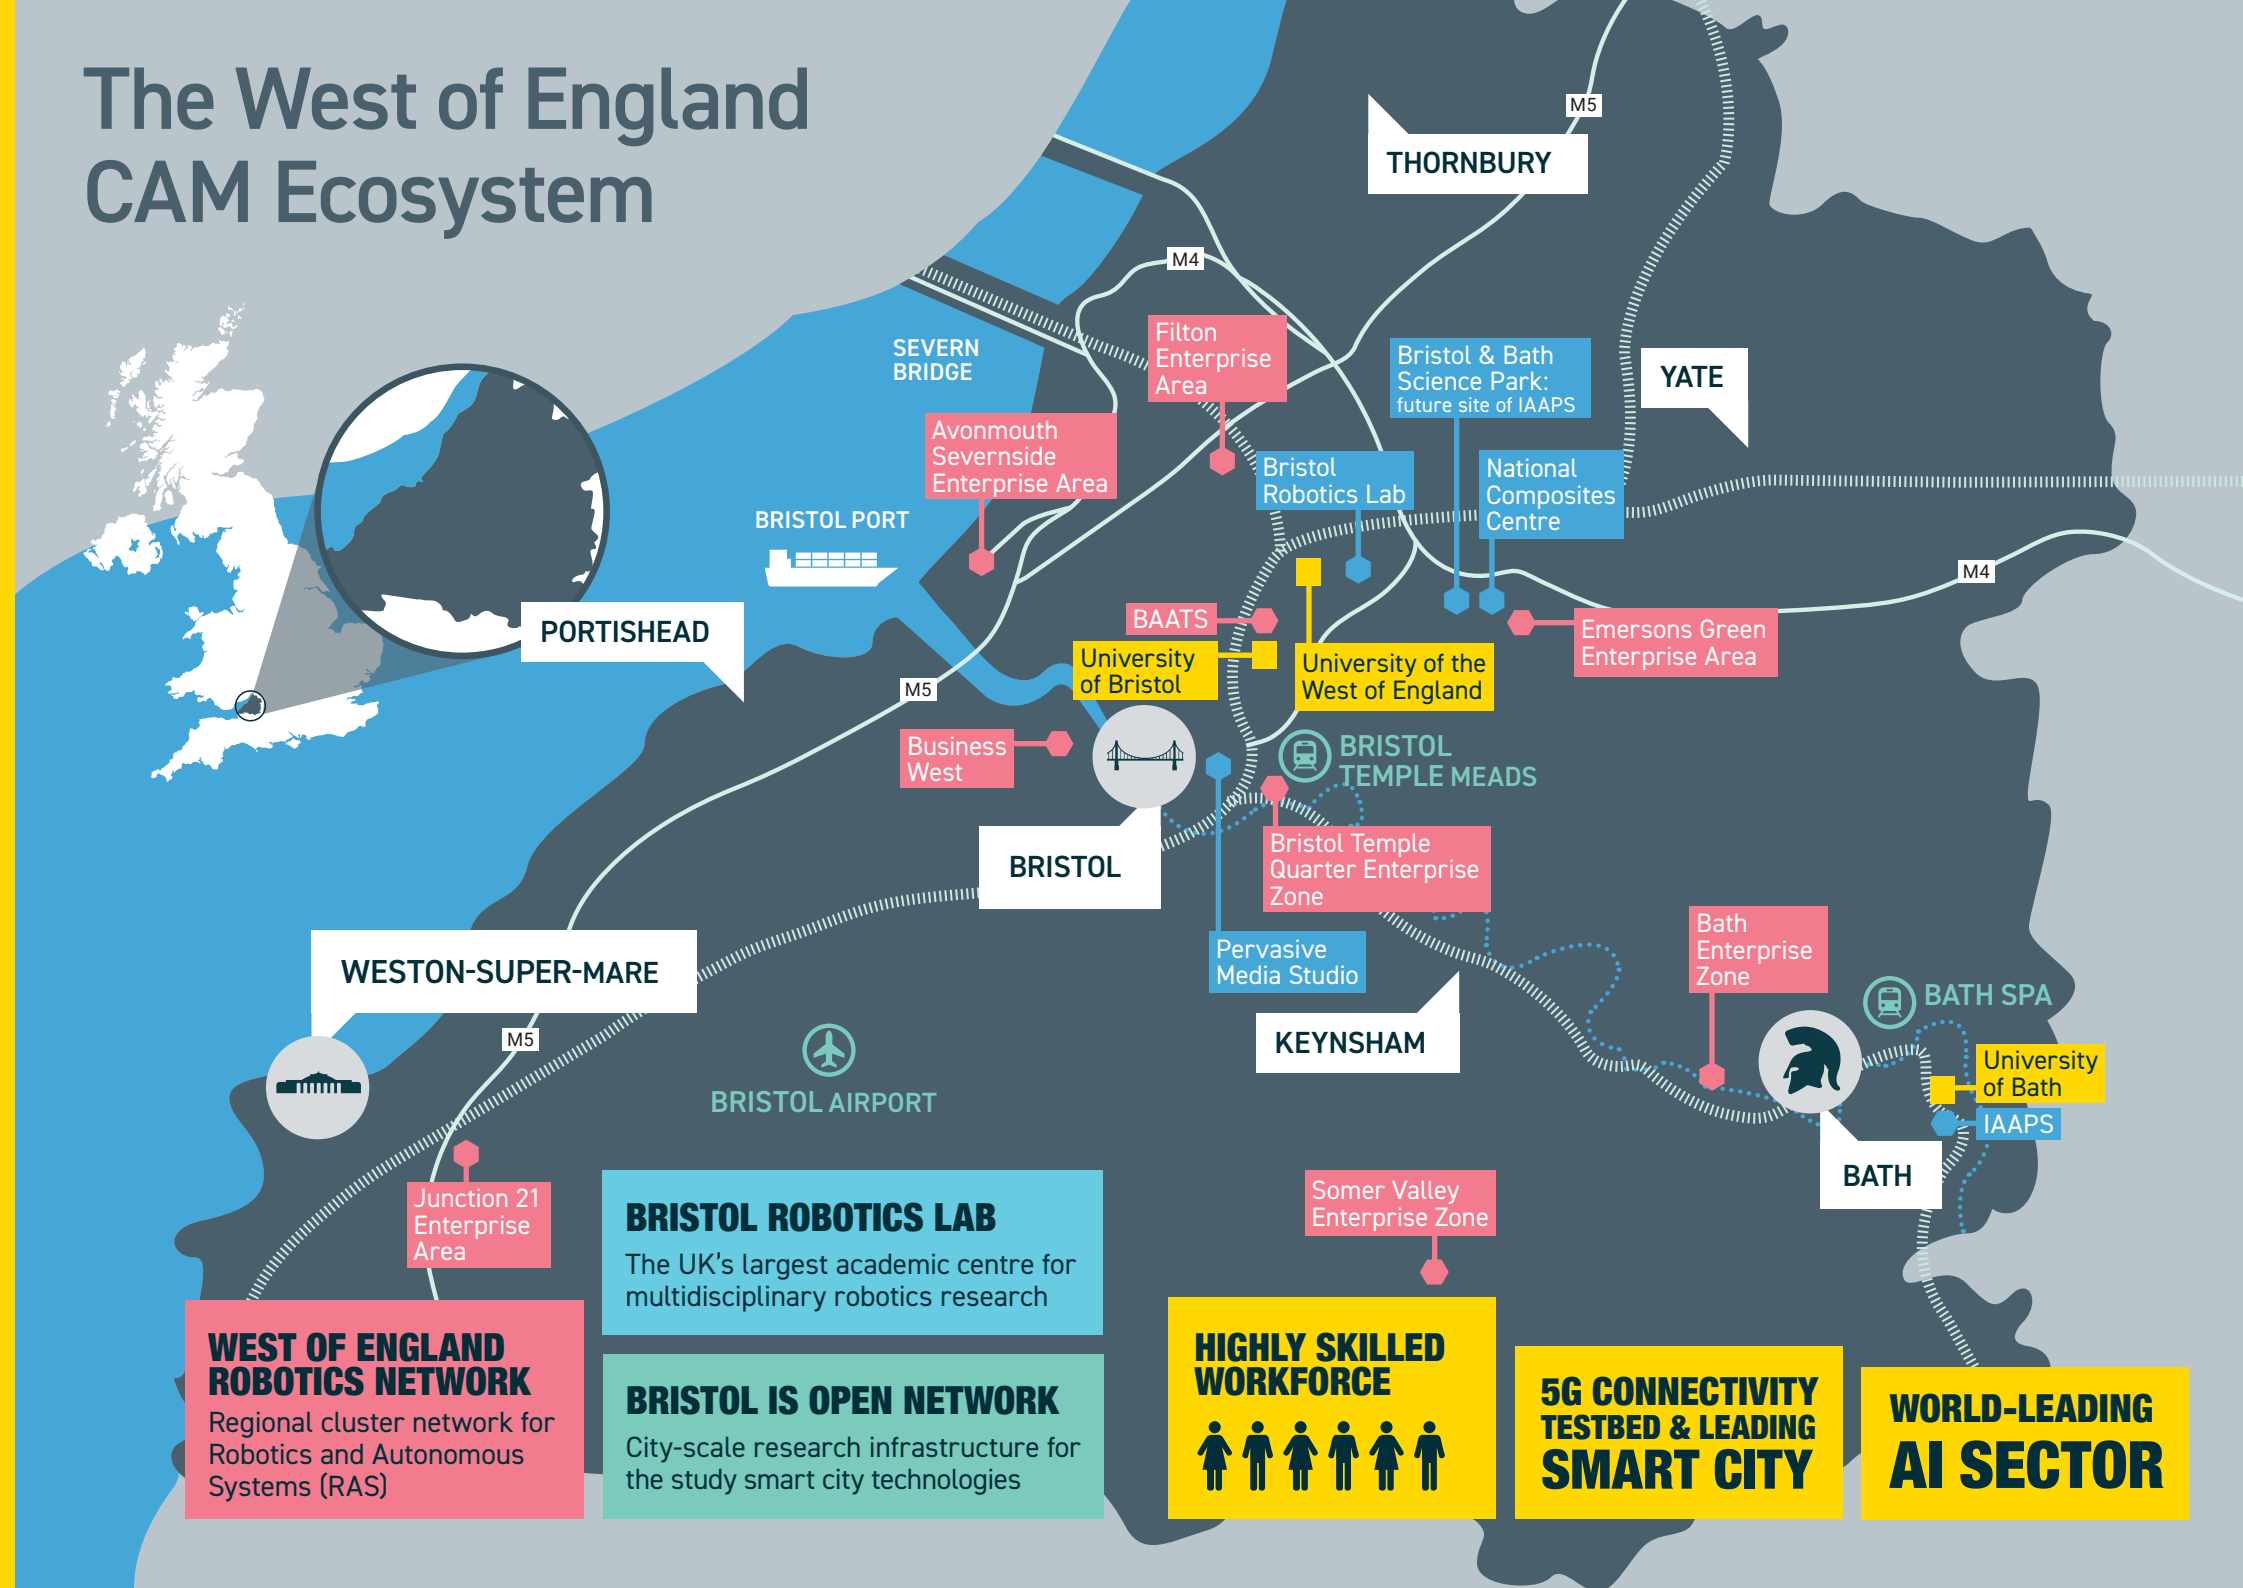 The West of England
CAM Ecosystem
M5
THORNBURY
M4
SEVERN
BRIDGE
Filton
Enterprise
Area
Bristol & Bath
Science Park:
future site of IAAPS
YATE
Avonmouth
Severnside
Enterprise Area
Bristol
Robotics Lab
National
Composites
Centre
BRISTOL PORT
M4
PORTISHEAD
BAATS
Emersons Green
Enterprise Area
University
of Bristol
University of the
West of England
M5
Business
West
BRISTOL
TEMPLE MEADS
BRISTOL
Bristol Temple
Quarter Enterprise
Zone
Pervasive
Media Studio
Bath
Enterprise
Zone
WESTON-SUPER-MARE
BATH SPA
KEYNSHAM
M5
University
of Bath
BRISTOL AIRPORT
IAAPS
BATH
Junction 21
Enterprise
Area
Somer Valley
Enterprise Zone
BRISTOL ROBOTICS LAB
The UK's largest academic centre for
multidisciplinary robotics research
WEST OF ENGLAND
ROBOTICS NETWORK
Regional cluster network for
Robotics and Autonomous
Systems (RAS)
BRISTOL IS OPEN NETWORK
City-scale research infrastructure for
the study smart city technologies
HIGHLY SKILLED
WORKFORCE
5G CONNECTIVITY
TESTBED & LEADING
SMART CITY
WORLD-LEADING
AI SECTOR